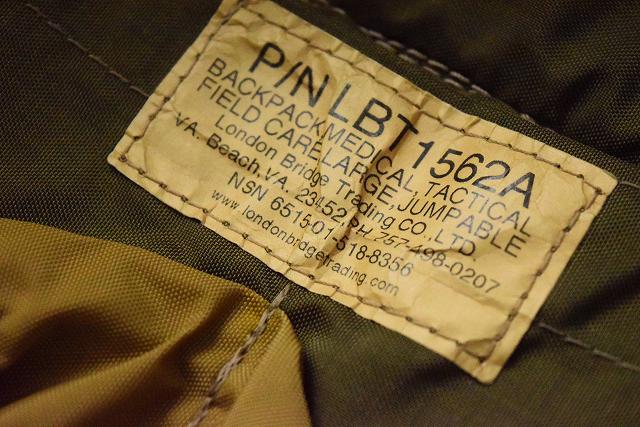 P/N LBT1562A
BACKPACK,MEDICAL,TACTICAL
FIELD CARE,LARGE,JUMPABLE
London Bridge Trading CO.,LTD
VA. Beach,VA. 23452 PH.757-498-0207
NSN 6515-01-518-8356
www.londonbridgetrading.com